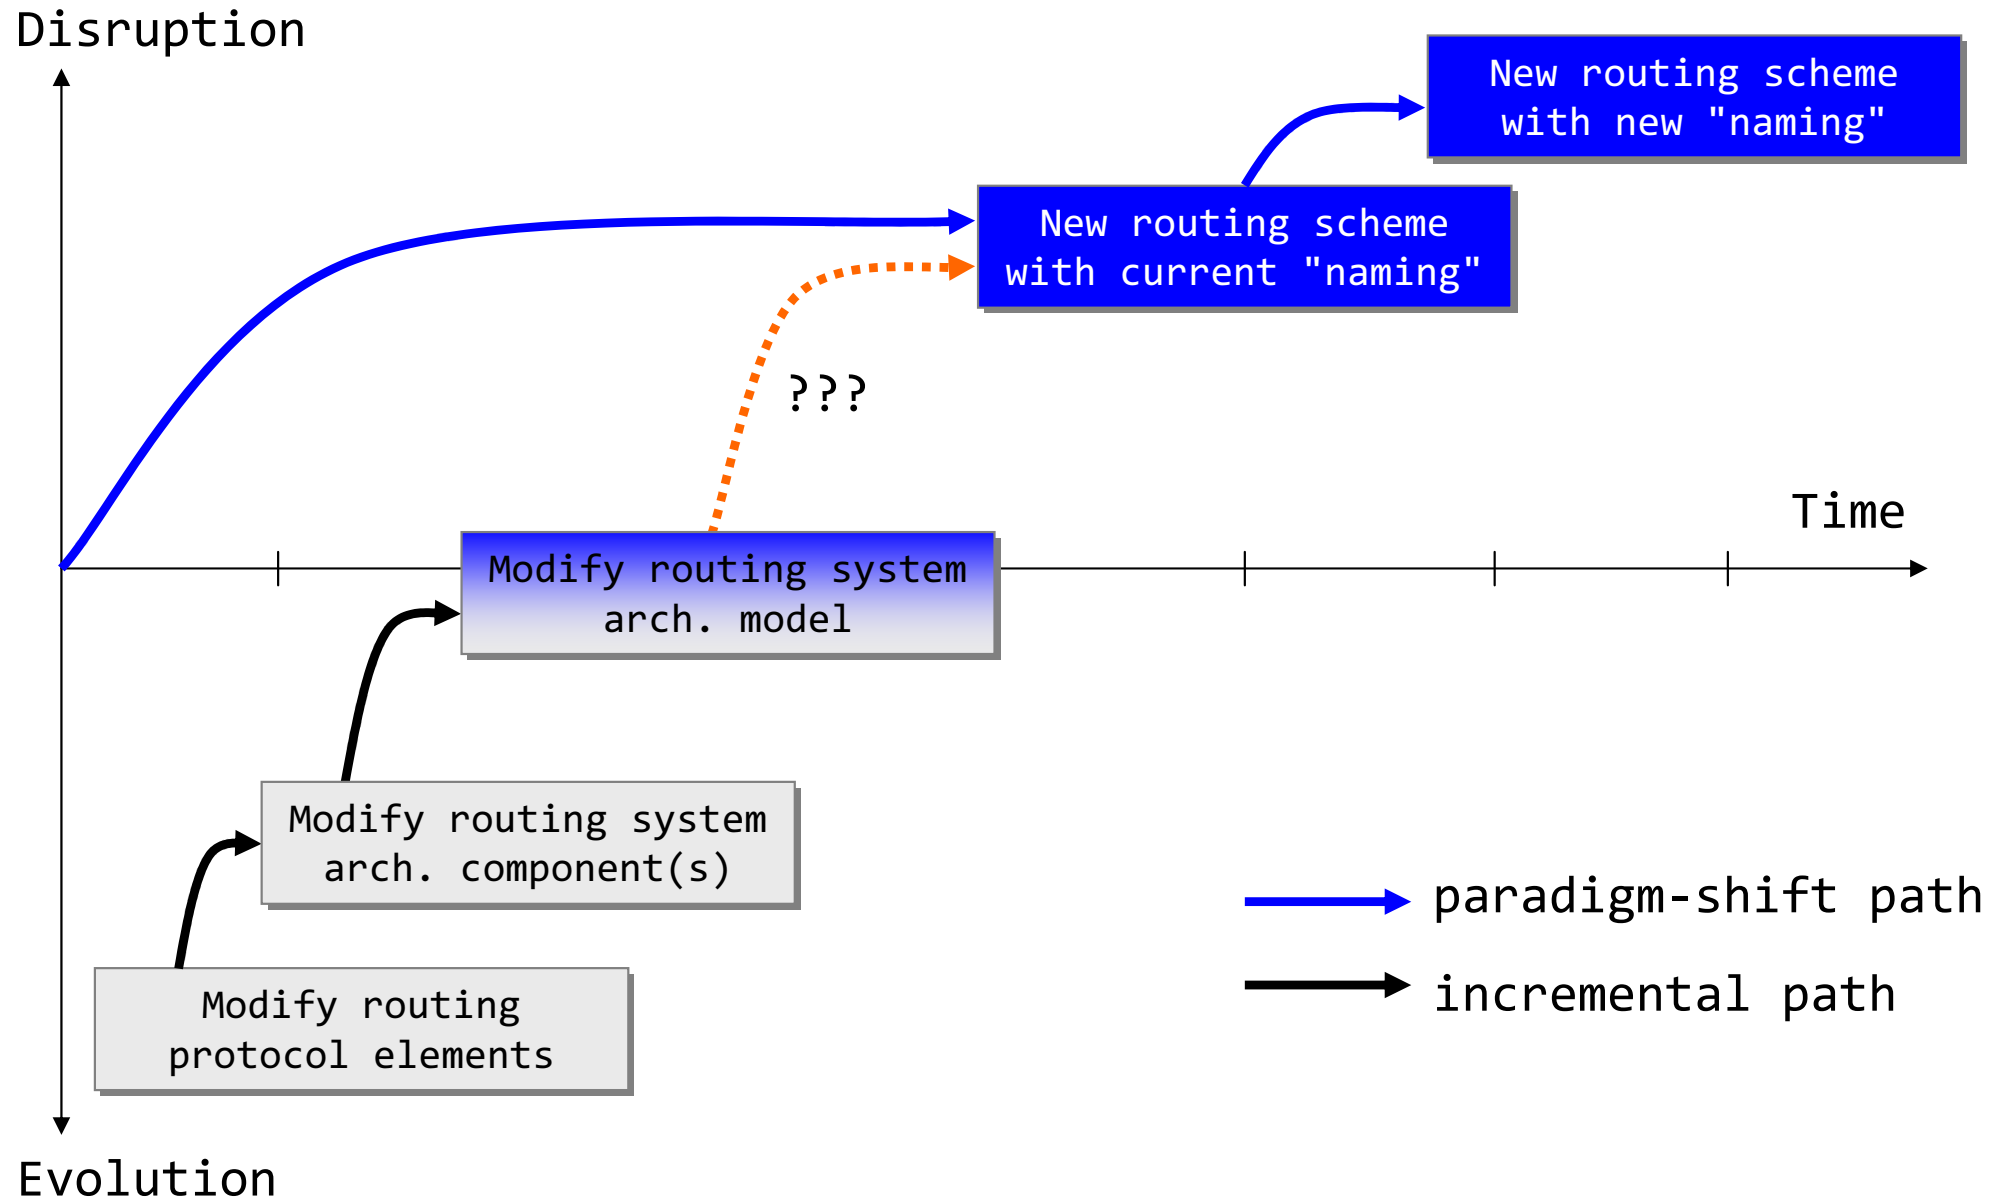 Disruption
New routing scheme
with new "naming"
New routing scheme
with current "naming"
???
Time
Modify routing system
arch. model
Modify routing system
arch. component(s)
paradigm-shift path
incremental path
Modify routing
protocol elements
Evolution